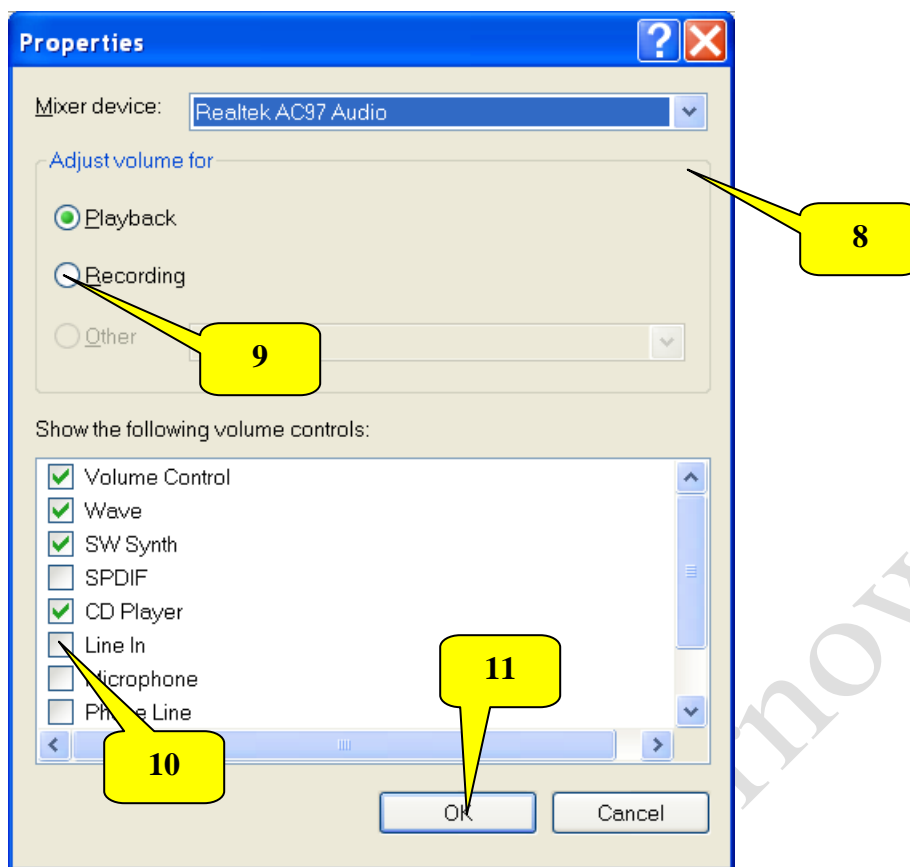 Properties
Mixer device: Realtek AC97 Audio
Adjust volume for
Playback
8
Recording
Other
9
Show the following volume controls:
Volume Control
Wave
SW Synth
SPDIF
CD Player
Line In
11
Microphone
Phone Line
10
OK Cancel